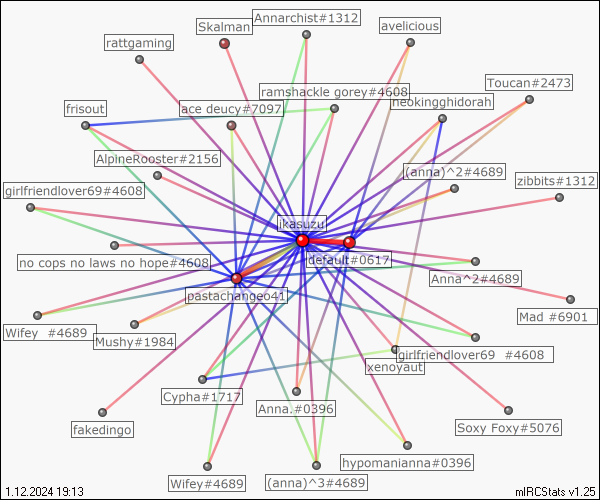 Annarchist#1312
avelicious
Skalman
rattgaming
Toucan#2473
ramshackle gorey#4608
neokingghidorah
frisout
ace deucy#7097
AlpineRooster#2156
(anna)^2#4689
zibbits#1312
girlfriendlover69#4608
jkasuzu
default#0617
no cops no laws no hope#4608
Anna^2#4689
pastachange641
Mad #6901
Wifey #4689
Mushy#1984
girlfriendlover69 #4608
xenoyaut
Cypha#1717
Anna.#0396
fakedingo
Soxy Foxy#5076
hypomanianna#0396
Wifey#4689
(anna)^3#4689
1.12.2024 19:13
mIRCStats v1.25